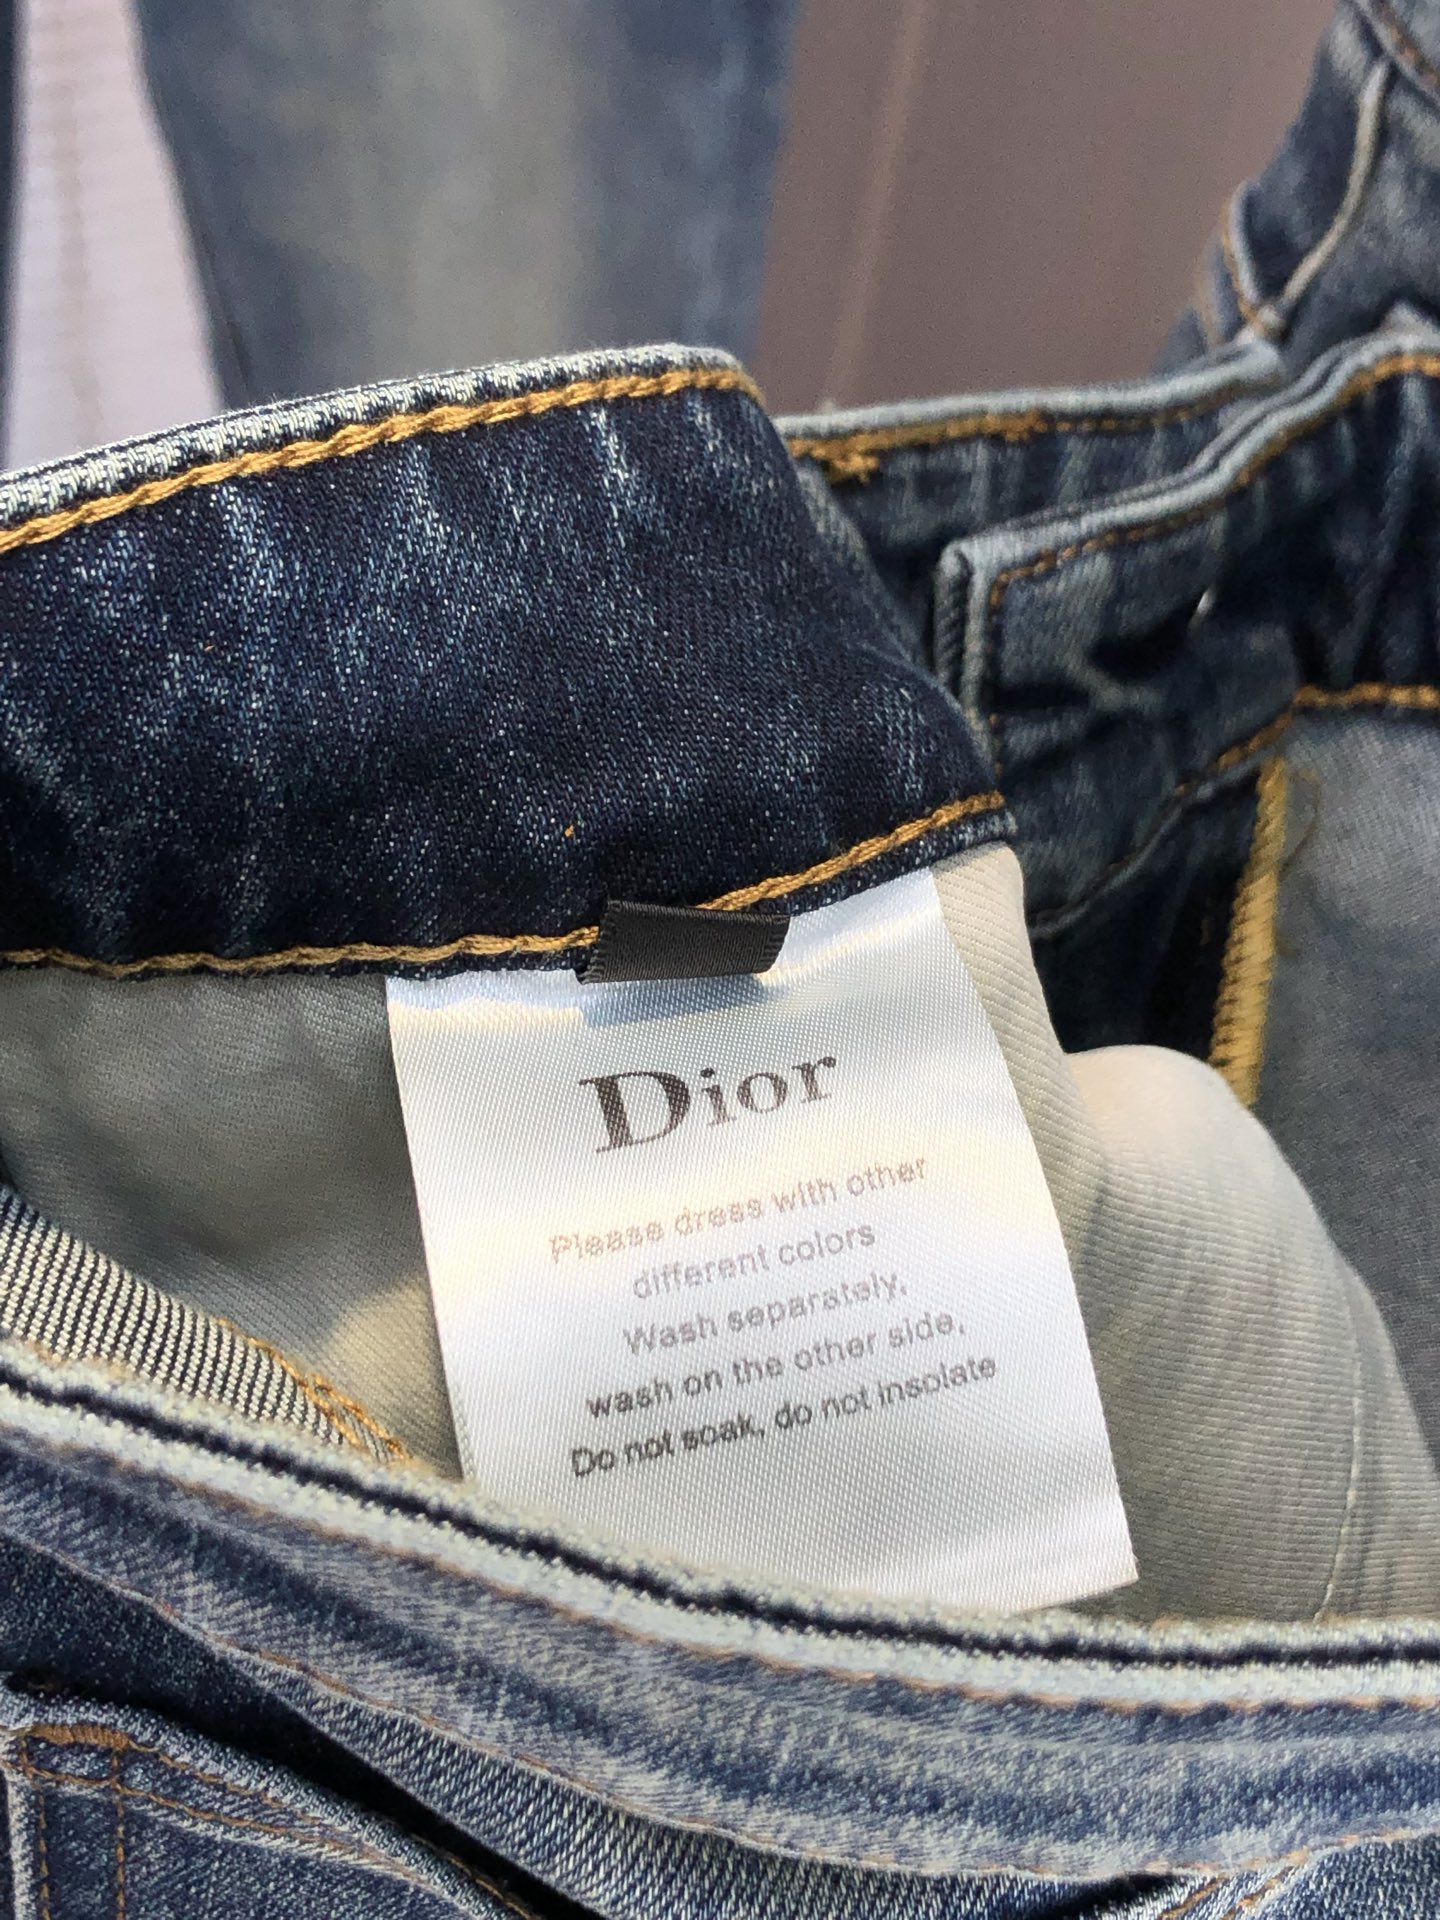 Dior
Please dress with other
different colors
Wash separately,
wash on the other side,
Do not soak, do not insolate